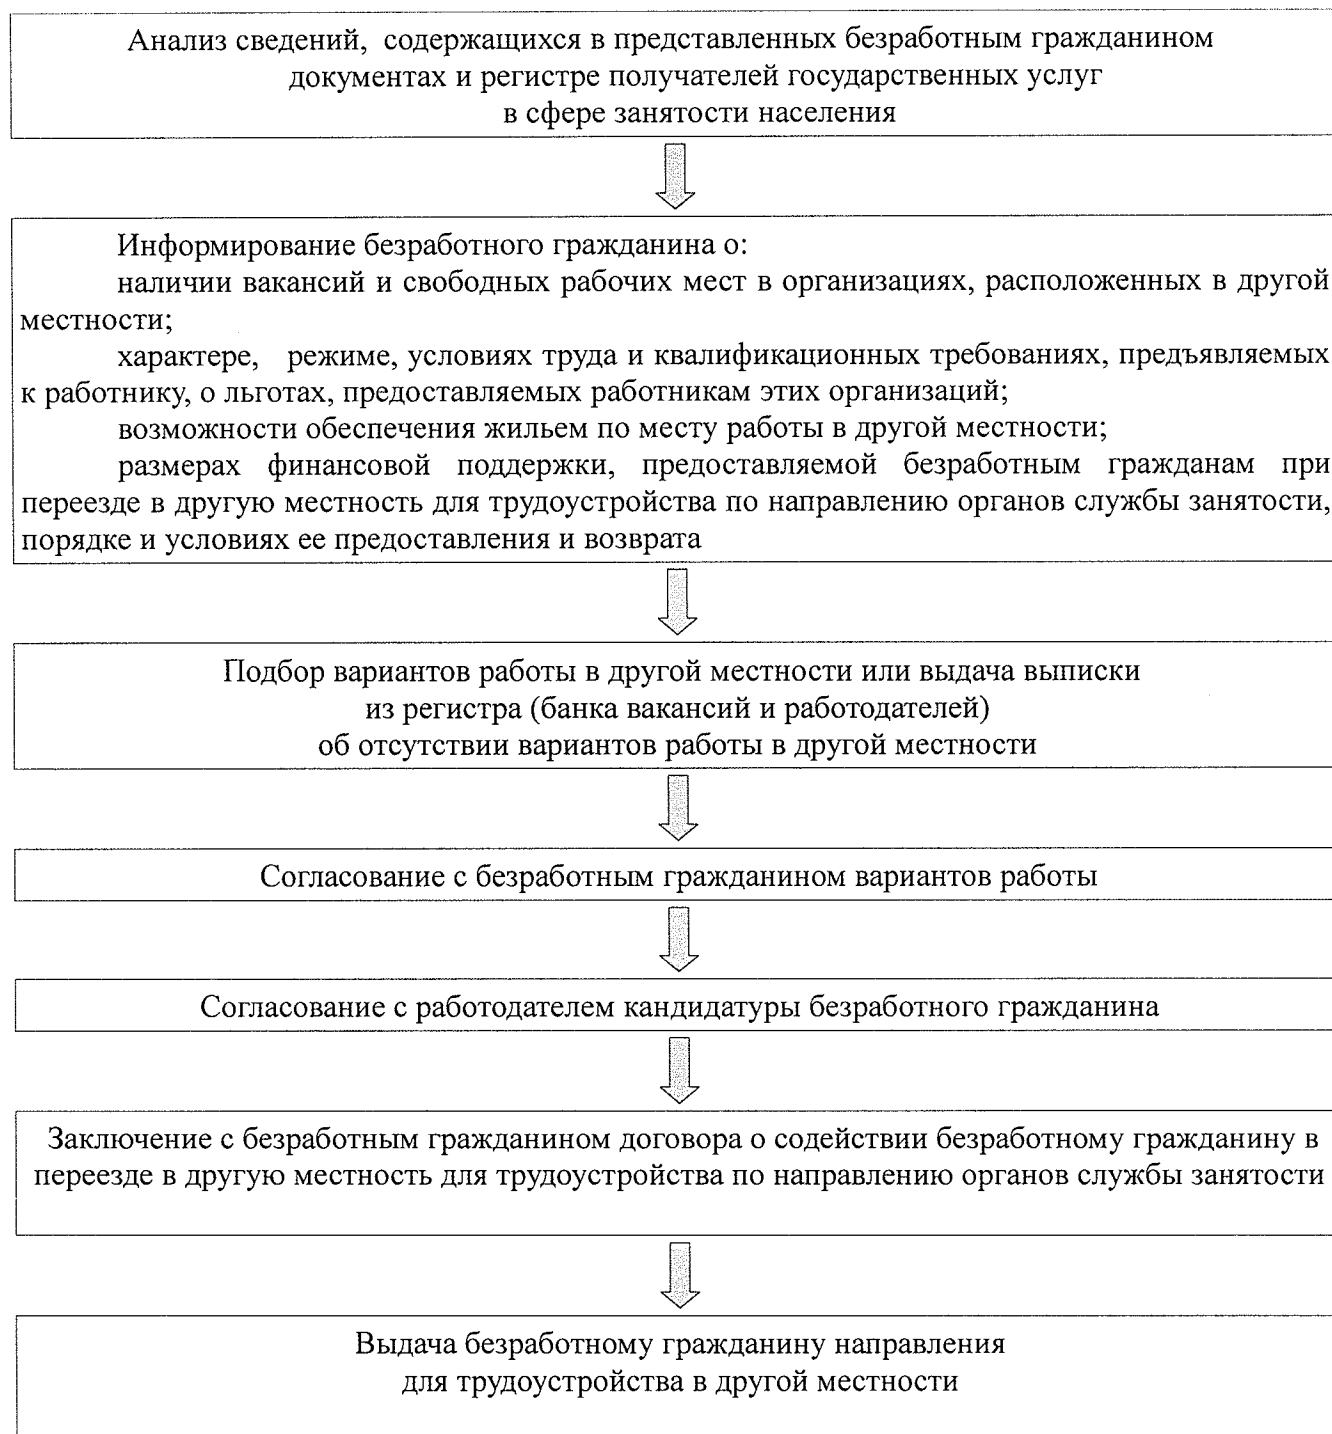 Анализ сведений, содержащихся в представленных безработным гражданином
документах и регистре получателей государственных услуг
в сфере занятости населения
Информирование безработного гражданина о:
наличии вакансий и свободных рабочих мест в организациях, расположенных в другой
местности;
характере, режиме, условиях труда и квалификационных требованиях, предъявляемых
к работнику, о льготах, предоставляемых работникам этих организаций;
возможности обеспечения жильем по месту работы в другой местности;
размерах финансовой поддержки, предоставляемой безработным гражданам при
переезде в другую местность для трудоустройства по направлению органов службы занятости,
порядке и условиях ее предоставления и возврата
Подбор вариантов работы в другой местности или выдача выписки
из регистра (банка вакансий и работодателей)
об отсутствии вариантов работы в другой местности
Согласование с безработным гражданином вариантов работы
Согласование с работодателем кандидатуры безработного гражданина
Заключение с безработным гражданином договора о содействии безработному гражданину в
переезде в другую местность для трудоустройства по направлению органов службы занятости
Выдача безработному гражданину направления
для трудоустройства в другой местности